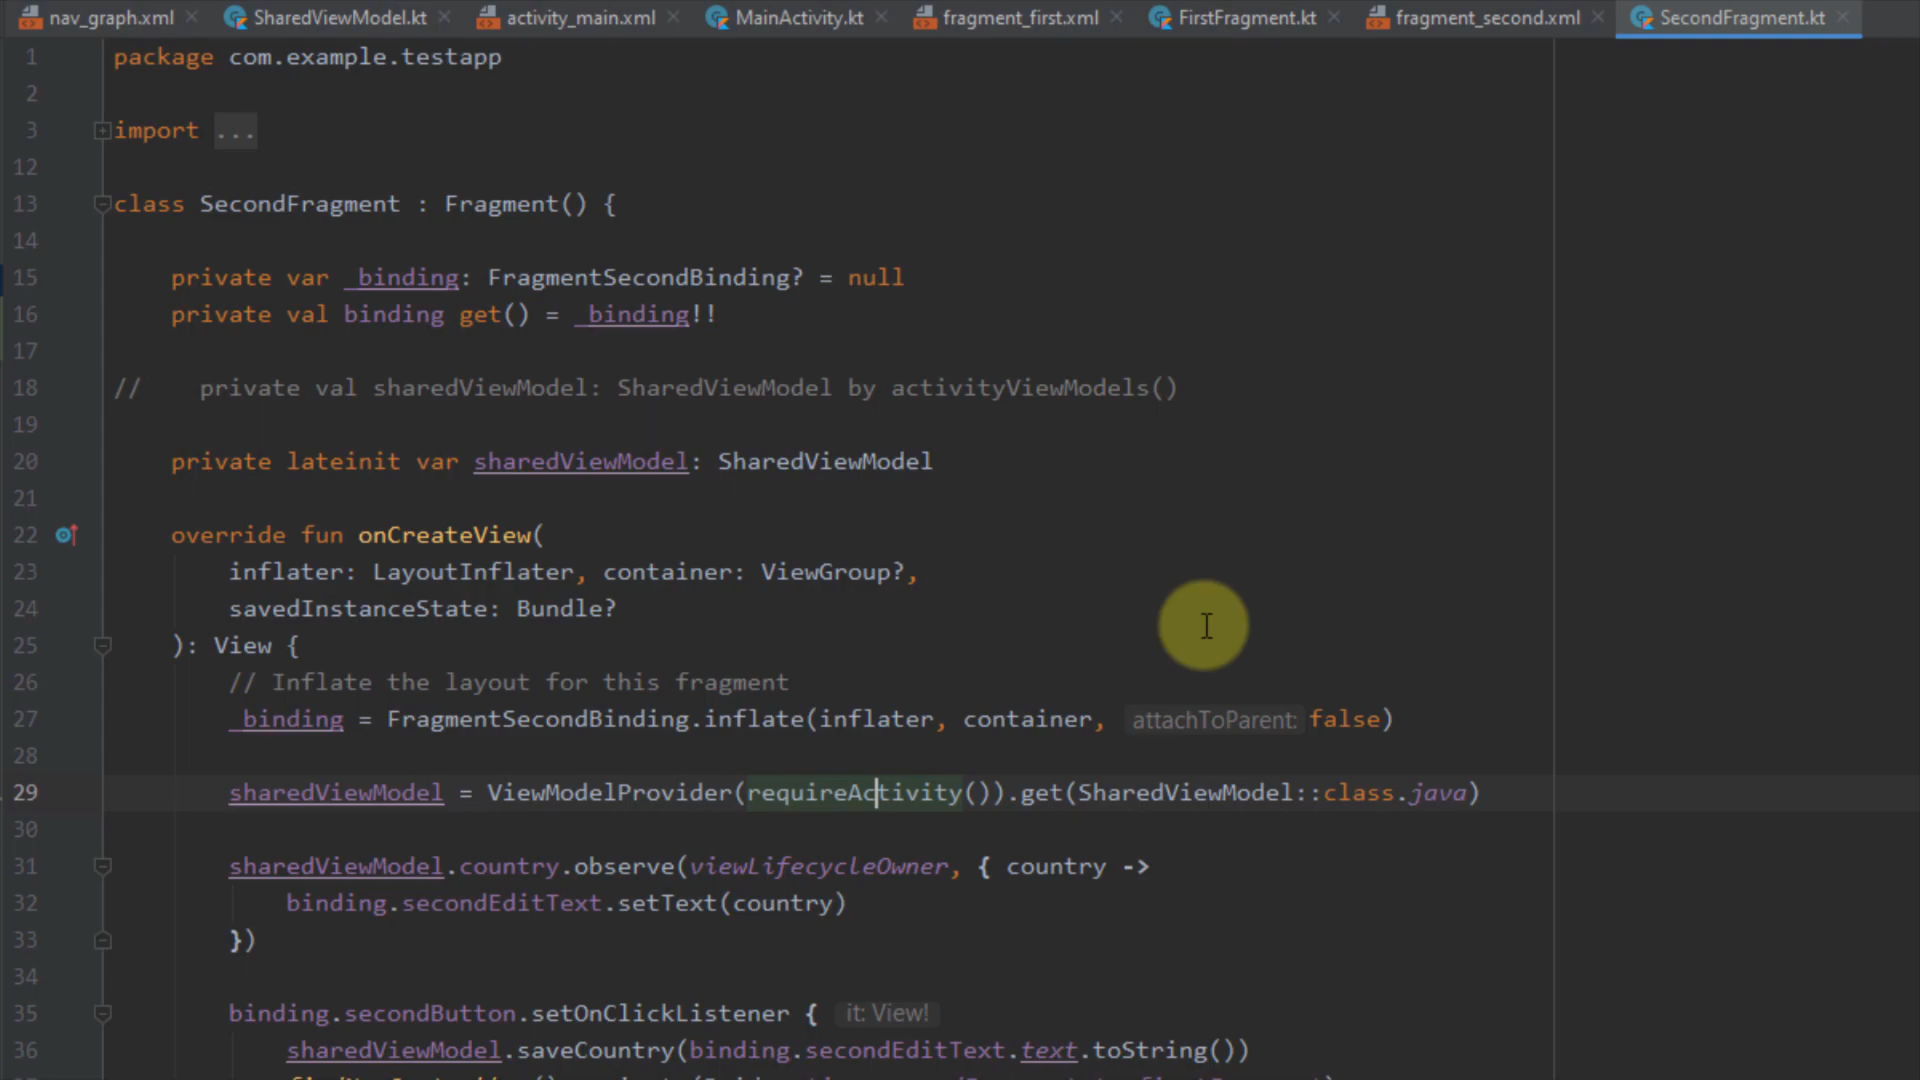 nav_graph.xml SharedViewModel.kt activity_main.xml MainActivity.kt fragment_first.xml FirstFragment.kt fragment_second.xml SecondFragment.kt
1 package com.example.testapp
2
3 import ...
12
13 class SecondFragment : Fragment() {
14
15 private var _binding: FragmentSecondBinding? = null
16 private val binding get() = _binding!!
17
18 // private val sharedViewModel: SharedViewModel by activityViewModels()
19
20 private lateinit var sharedViewModel: SharedViewModel
21
22 override fun onCreateView(
23 inflater: LayoutInflater, container: ViewGroup?,
24 savedInstanceState: Bundle?
25 ): View {
26 // Inflate the layout for this fragment
27 _binding = FragmentSecondBinding.inflate(inflater, container, attachToParent: false)
28
29 sharedViewModel = ViewModelProvider(requireActivity()).get(SharedViewModel::class.java)
30
31 sharedViewModel.country.observe(viewLifecycleOwner, { country ->
32 binding.secondEditText.setText(country)
33 })
34
35 binding.secondButton.setOnClickListener { it: View!
36 sharedViewModel.saveCountry(binding.secondEditText.text.toString())